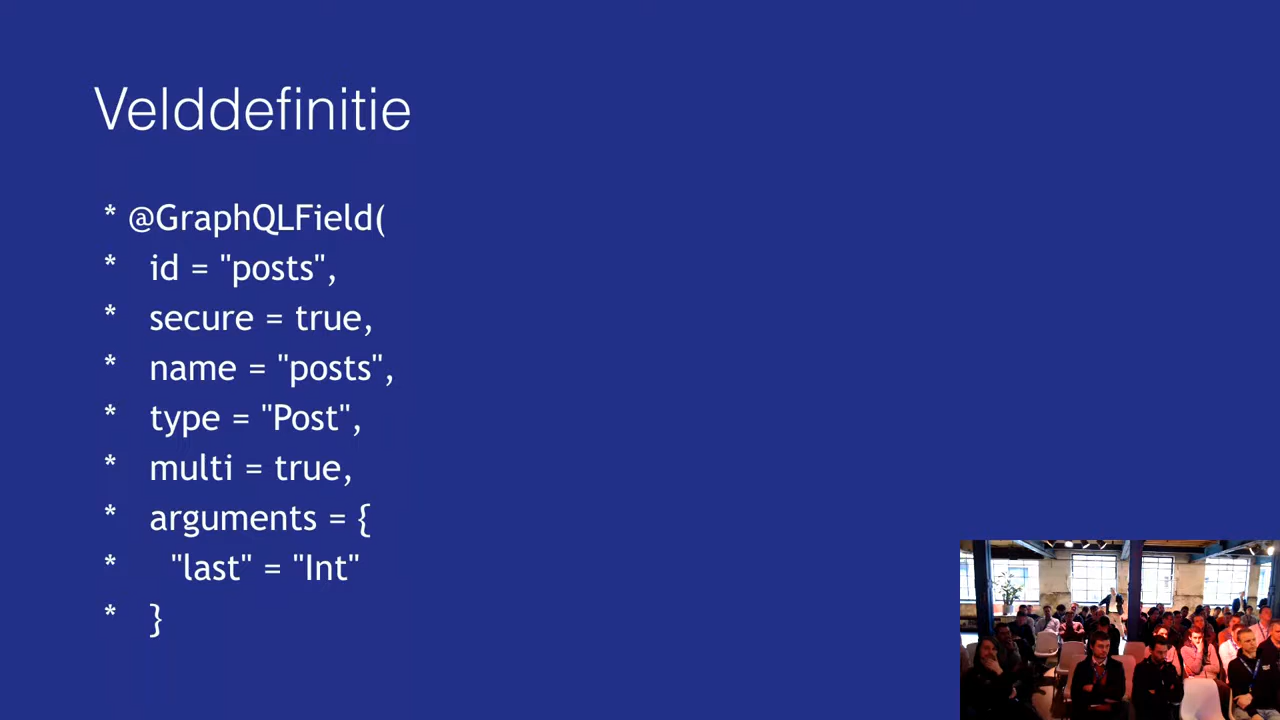 Velddefinitie
* @GraphQLField(
*   id = "posts",
*   secure = true,
*   name = "posts",
*   type = "Post",
*   multi = true,
*   arguments = {
*     "last" = "Int"
*   }